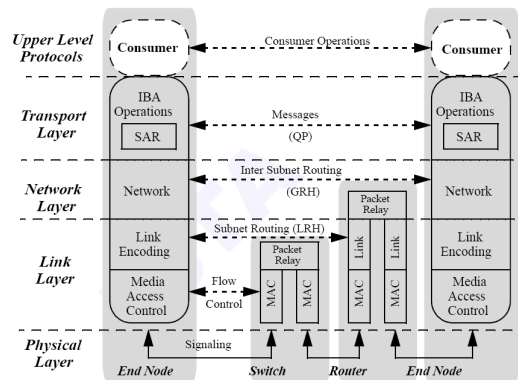 Upper Level
Protocols
Consumer
Consumer Operations
Consumer
Transport
Layer
IBA
Operations
SAR
Messages
(QP)
IBA
Operations
SAR
Network
Layer
Network
Inter Subnet Routing
(GRH)
Packet
Relay
Network
Link
Layer
Link
Encoding
Subnet Routing (LRH)
Packet
Relay
Link
Link
Link
Encoding
Media
Access
Control
Flow
Control
MAC
MAC
MAC
MAC
Media
Access
Control
Physical
Layer
Signaling
End Node
Switch
Router
End Node